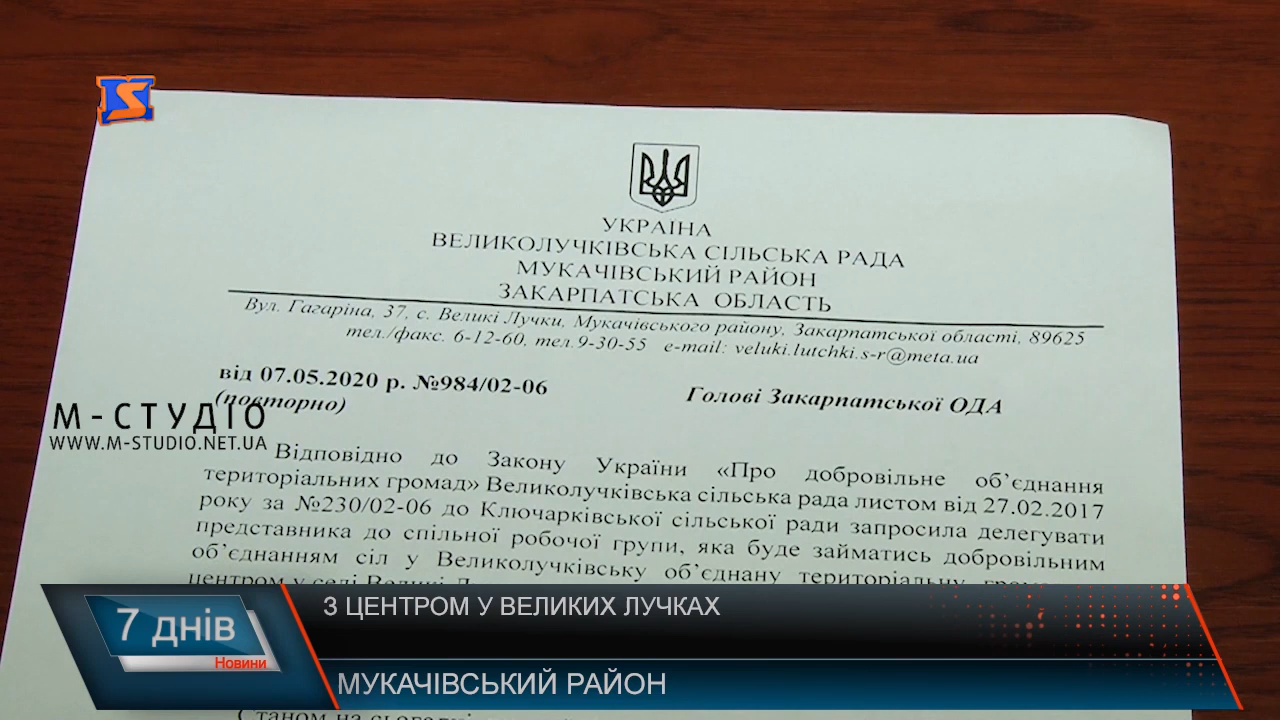 УКРАЇНА
ВЕЛИКОЛУЧКІВСЬКА СІЛЬСЬКА РАДА
МУКАЧІВСЬКИЙ РАЙОН
ЗАКАРПАТСЬКА ОБЛАСТЬ
Вул. Гагаріна, 37, с. Великі Лучки, Мукачівського району, Закарпатської області, 89625
тел./факс. 6-12-60, тел.9-30-55 e-mail: veluki.lutchki.s-r@meta.ua
від 07.05.2020 р. №984/02-06
Голові Закарпатської ОДА
(повторно)
М-СТУДІО
WWW.M-STUDIO.NET.UA
Відповідно до Закону України «Про добровільне об’єднання
територіальних громад» Великолучківська сільська рада листом від 27.02.2017
року за №230/02-06 до Ключарківської сільської ради запросила делегувати
представника до спільної робочої групи, яка буде займатись добровільним
об’єднанням сіл у Великолучківську об’єднану територіальну
центром у селі Великі
7 днів
Новини
З ЦЕНТРОМ У ВЕЛИКИХ ЛУЧКАХ
МУКАЧІВСЬКИЙ РАЙОН
Станом на